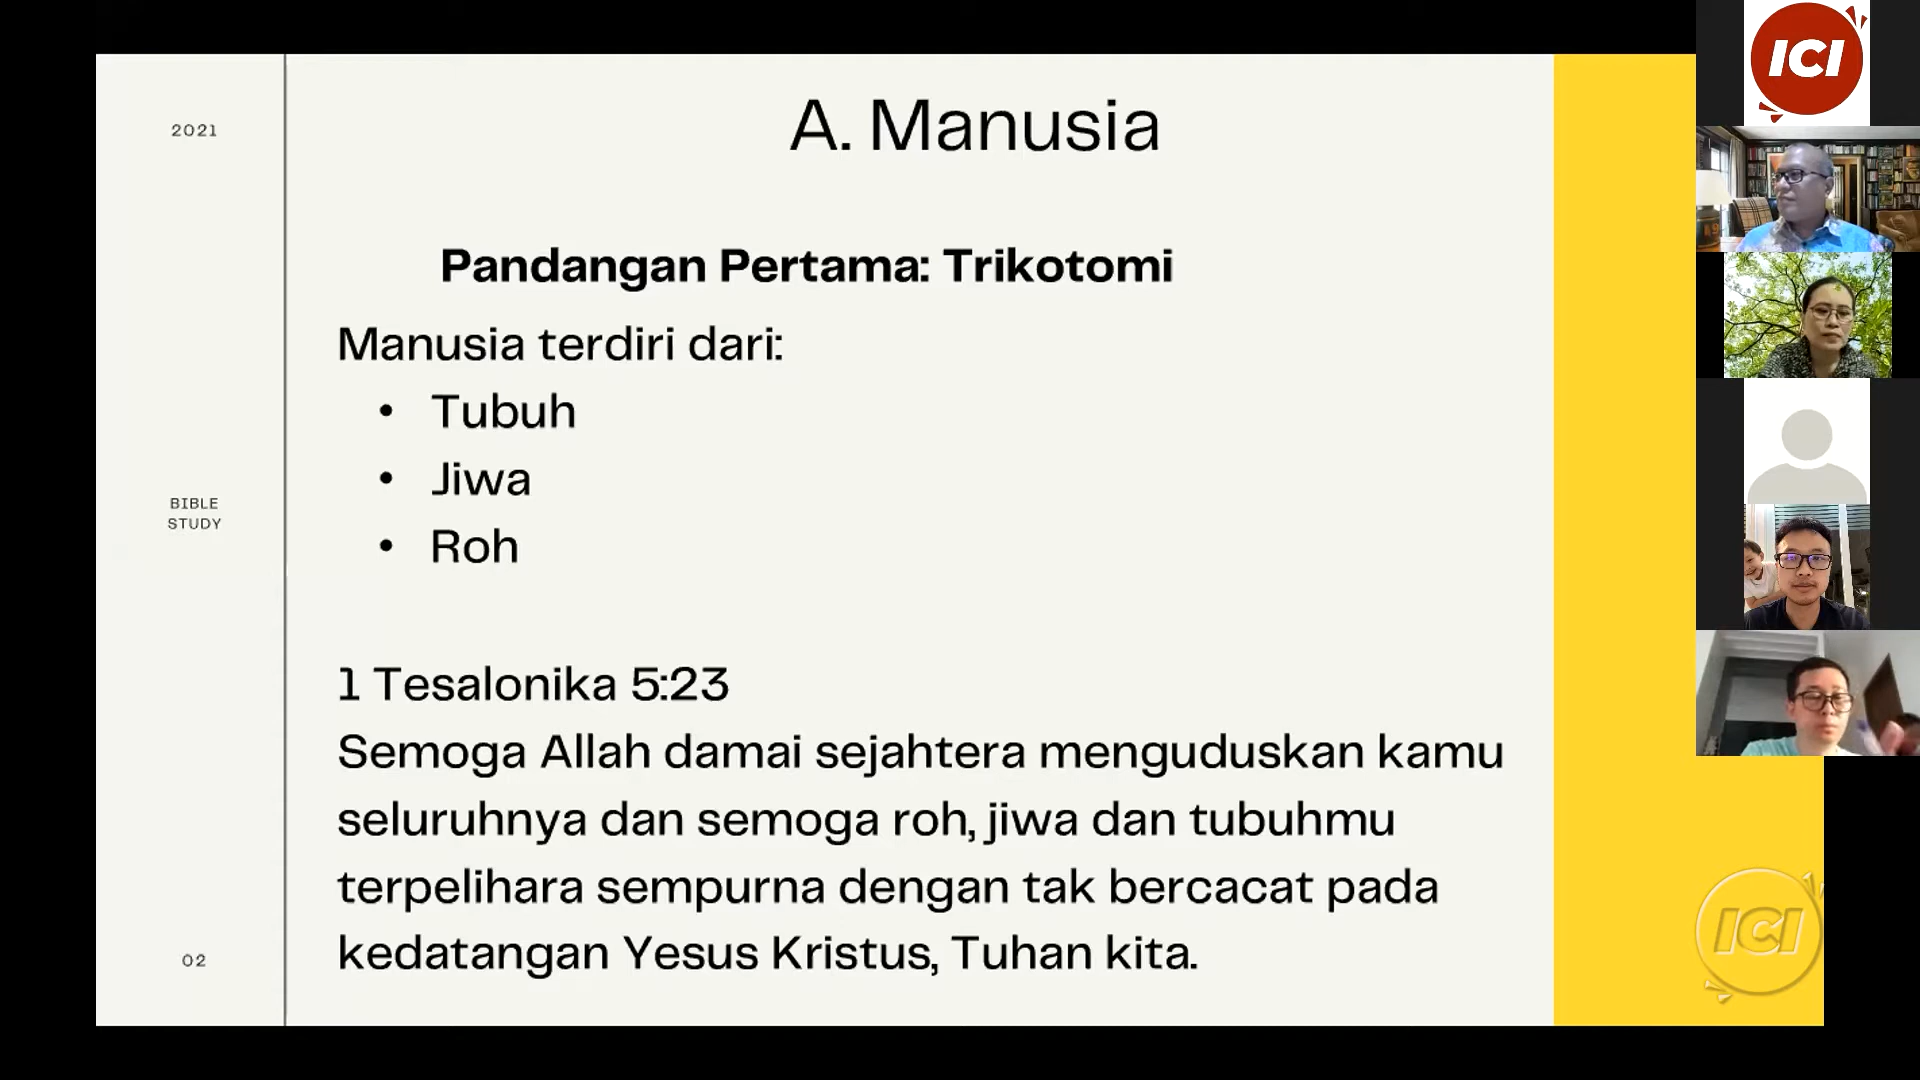 2021
A. Manusia
Pandangan Pertama: Trikotomi
Manusia terdiri dari:
• Tubuh
• Jiwa
• Roh
BIBLE
STUDY
1 Tesalonika 5:23
Semoga Allah damai sejahtera menguduskan kamu
seluruhnya dan semoga roh, jiwa dan tubuhmu
terpelihara sempurna dengan tak bercacat pada
kedatangan Yesus Kristus, Tuhan kita.
02
ICI
ICI